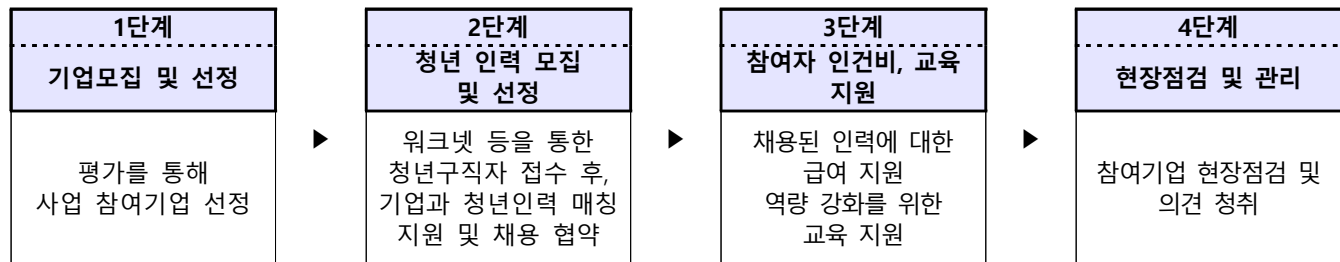 1단계
기업모집 및 선정
평가를 통해
사업 참여기업 선정
▶
2단계
청년 인력 모집
및 선정
워크넷 등을 통한
청년구직자 접수 후,
기업과 청년인력 매칭
지원 및 채용 협약
▶
3단계
참여자 인건비, 교육
지원
채용된 인력에 대한
급여 지원
역량 강화를 위한
교육 지원
▶
4단계
현장점검 및 관리
참여기업 현장점검 및
의견 청취